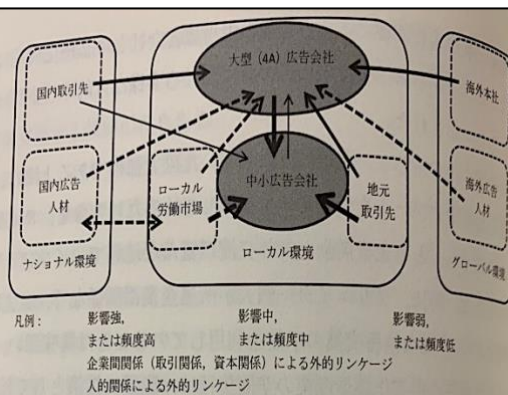 大型(4A)広告会社
国内取引先
海外本社
国内広告
人材
ローカル
労働市場
中小広告会社
地元
取引先
海外広告
人材
ナショナル環境
ローカル環境
グローバル環境
凡例:
影響強,
または頻度高
影響中,
または頻度中
影響弱,
または頻度低
企業間関係(取引関係,資本関係)による外的リンケージ
人的関係による外的リンケージ